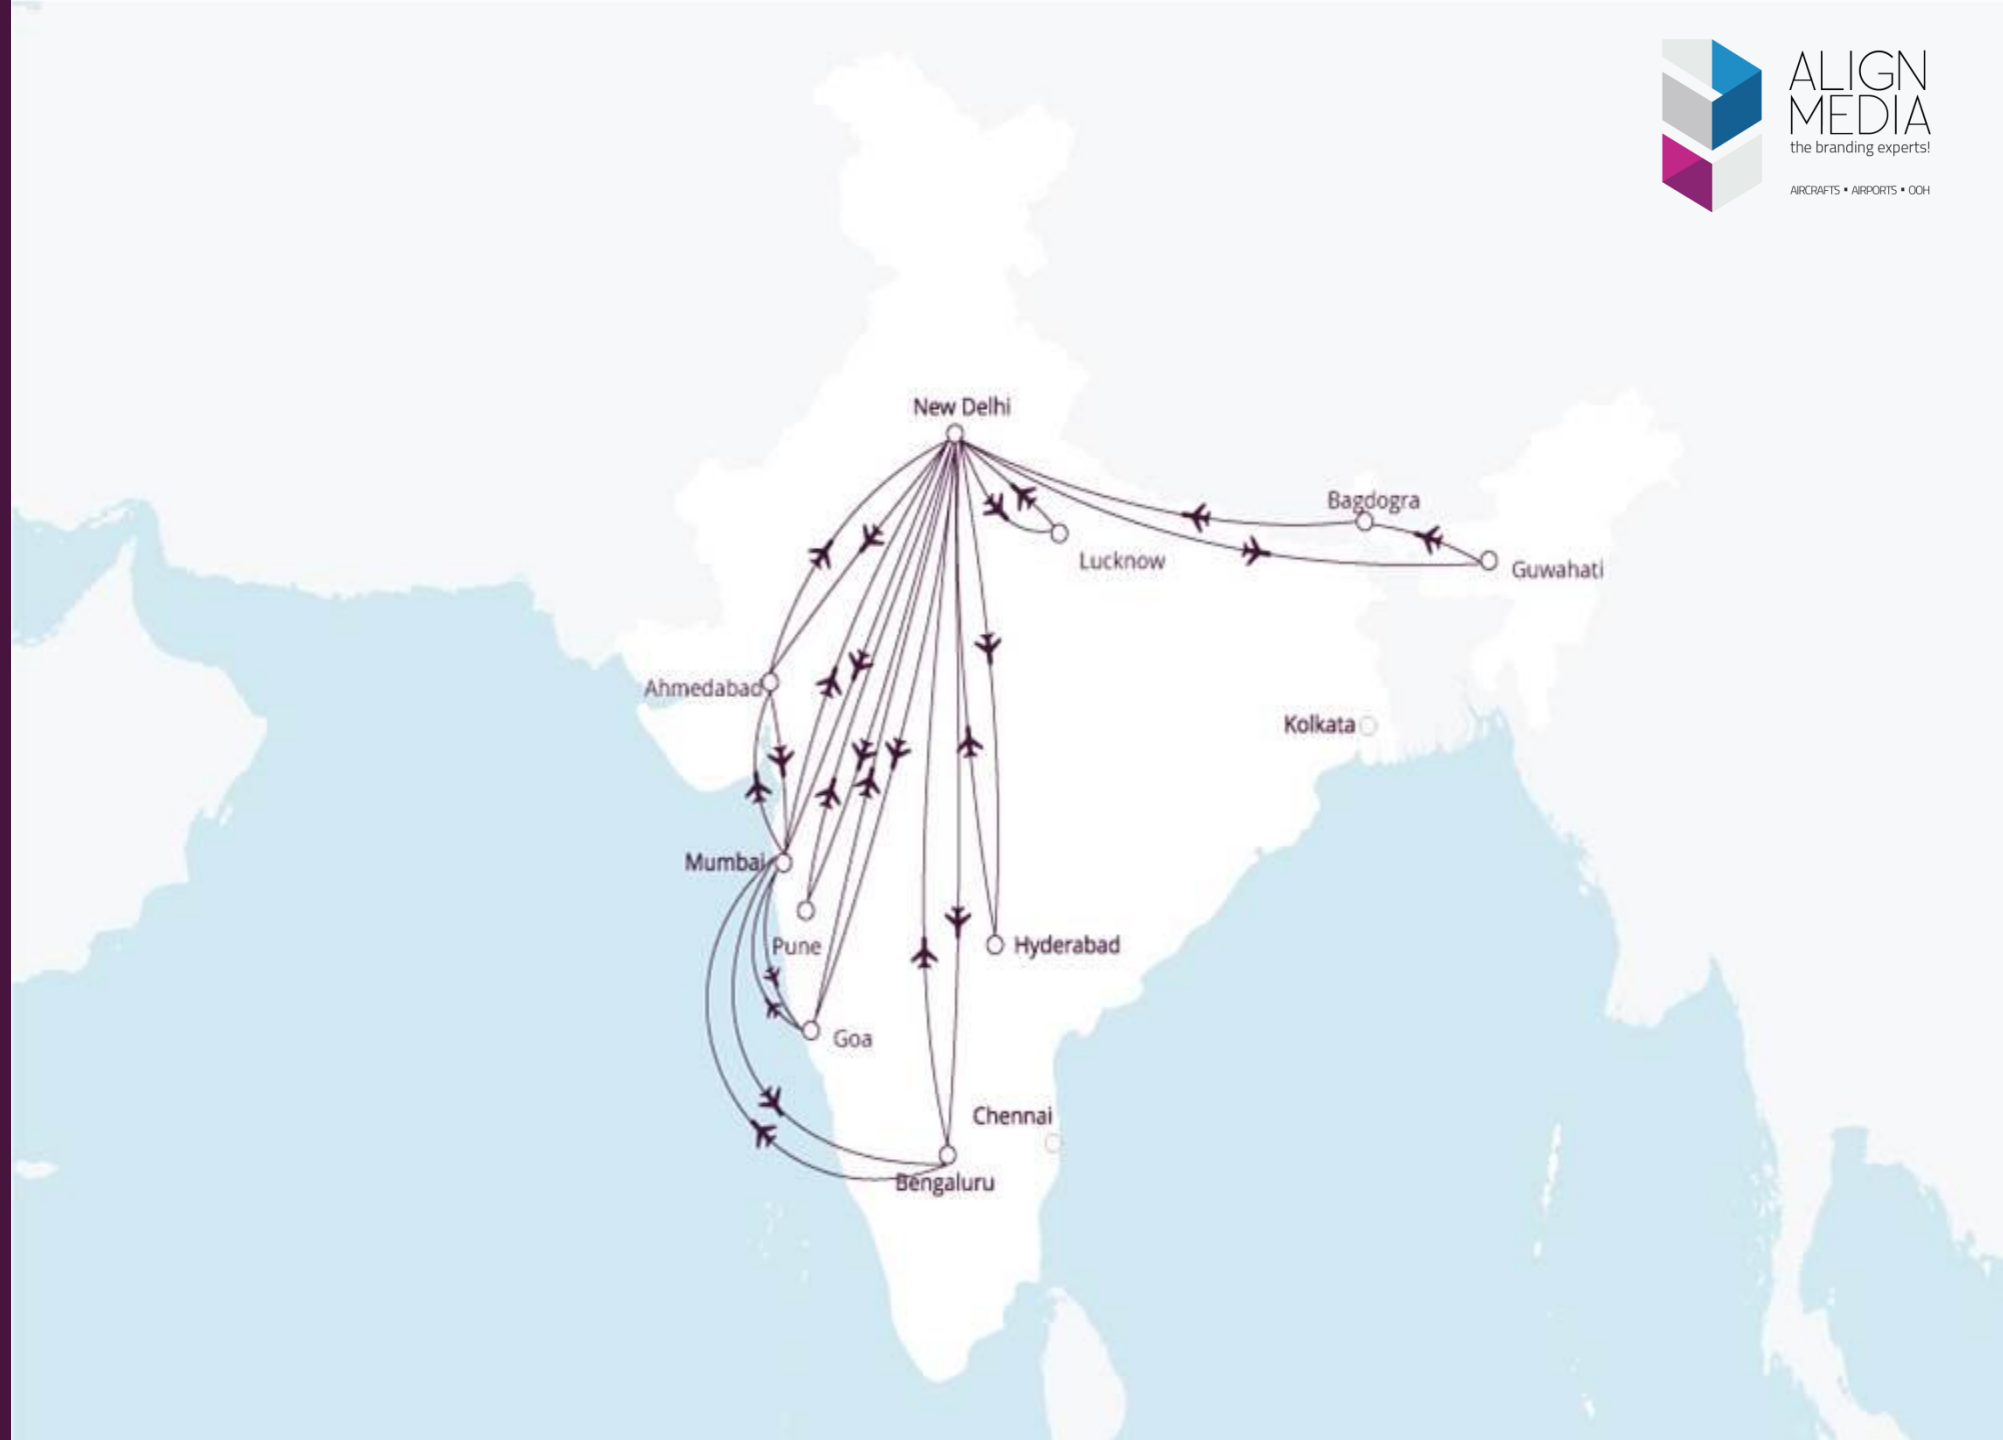 ALIGN
MEDIA
the branding experts!
AIRCRAFTS ▪ AIRPORTS ▪ OOH
New Delhi
Bagdogra
Lucknow
Guwahati
Ahmedabad
Kolkata
Mumbai
Pune
Hyderabad
Goa
Chennai
Bengaluru